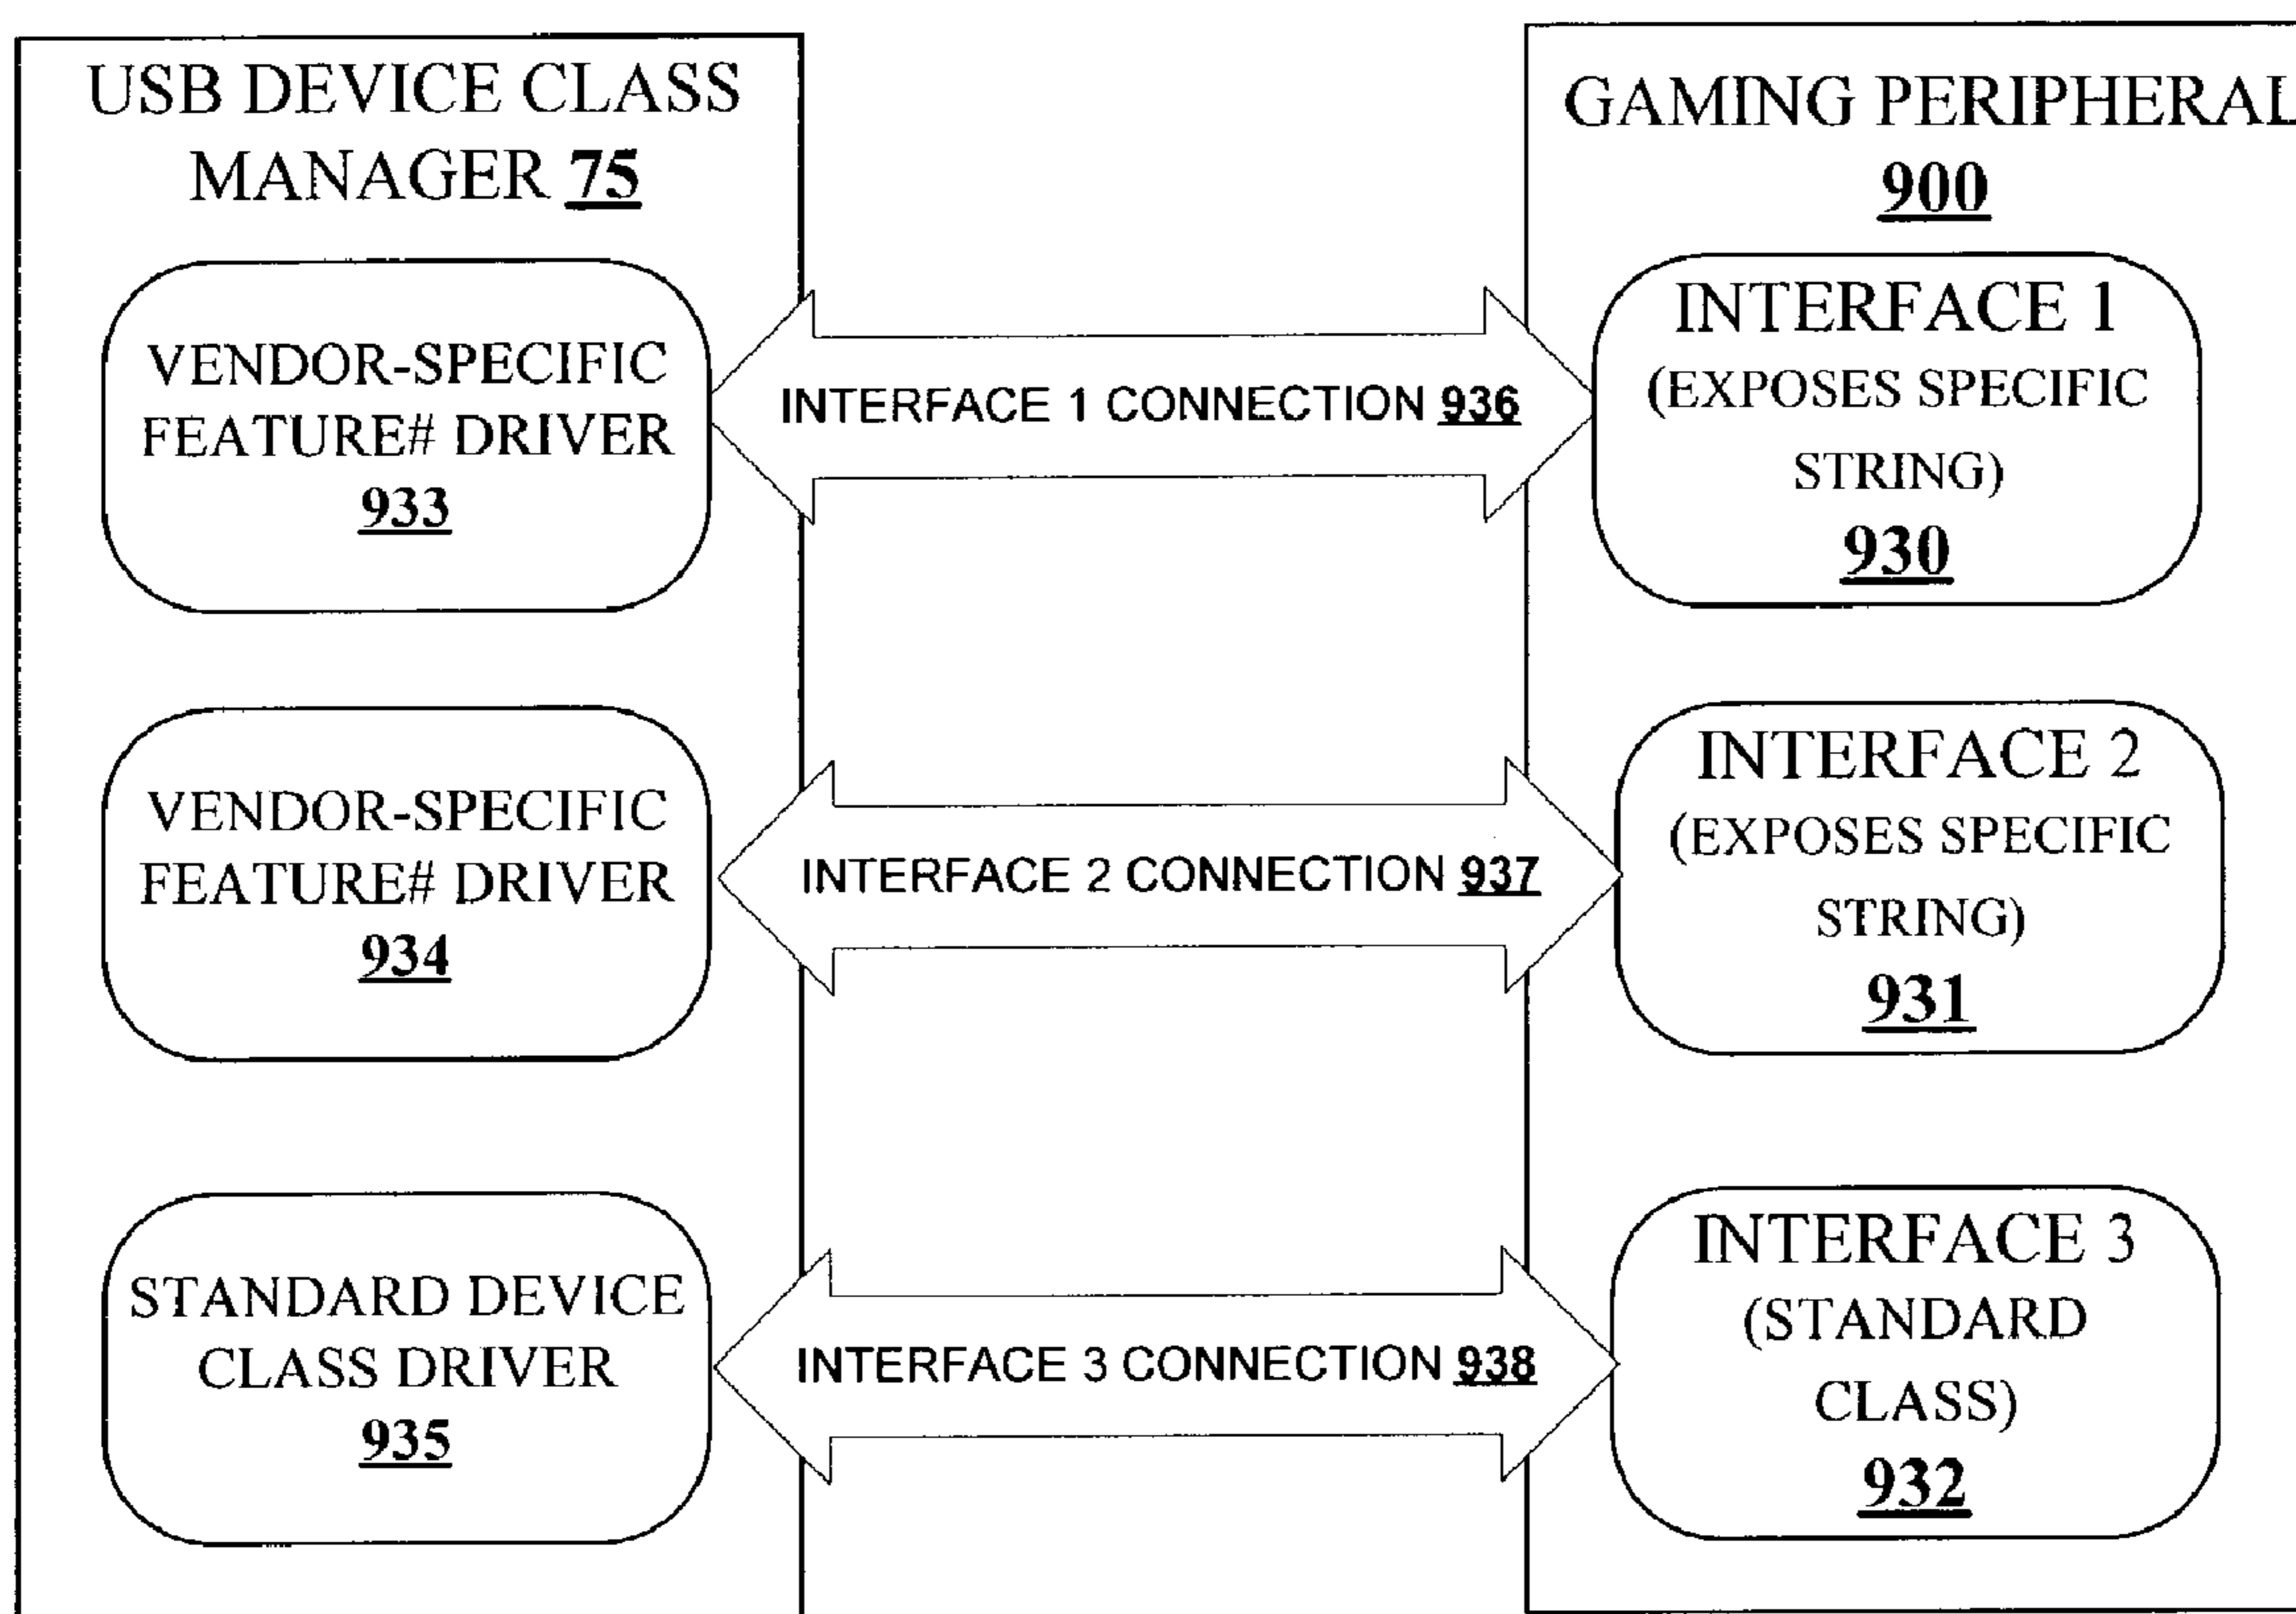 USB DEVICE CLASS
MANAGER 75
VENDOR-SPECIFIC
FEATURE# DRIVER
933
VENDOR-SPECIFIC
FEATURE# DRIVER
934
STANDARD DEVICE
CLASS DRIVER
935
INTERFACE 1 CONNECTION 936
INTERFACE 2 CONNECTION 937
INTERFACE 3 CONNECTION 938
GAMING PERIPHERAL
900
INTERFACE 1
(EXPOSES SPECIFIC
STRING)
930
INTERFACE 2
(EXPOSES SPECIFIC
STRING)
931
INTERFACE 3
(STANDARD
CLASS)
932